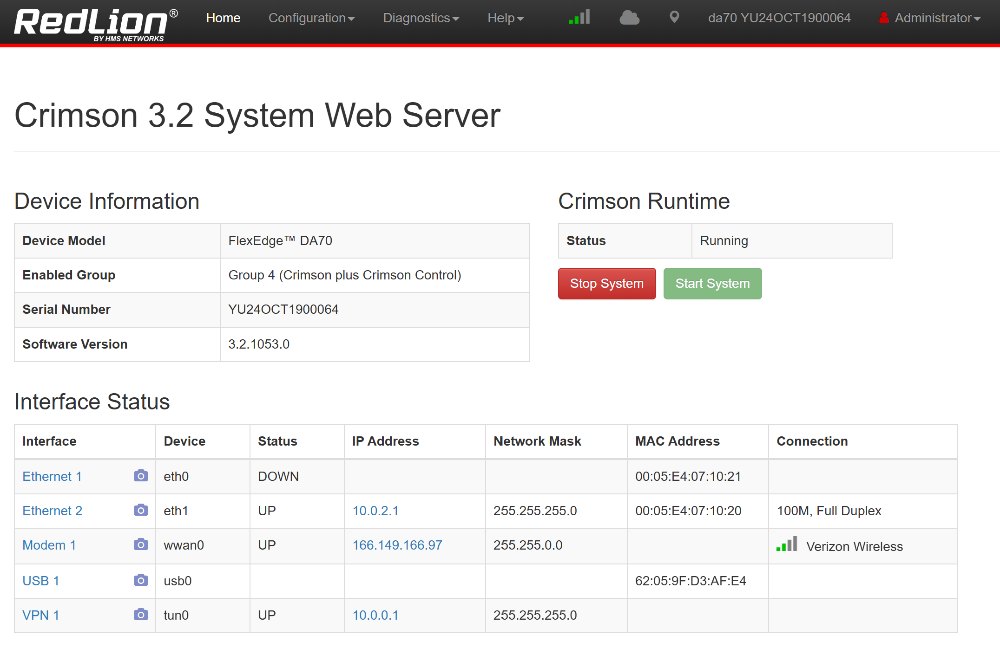 RedLion® Home Configuration Diagnostics Help da70 YU24OCT1900064 Administrator
BY HMS NETWORKS
Crimson 3.2 System Web Server
Device Information
Device Model FlexEdge™ DA70
Enabled Group Group 4 (Crimson plus Crimson Control)
Serial Number YU24OCT1900064
Software Version 3.2.1053.0
Crimson Runtime
Status Running
Stop System Start System
Interface Status
Interface Device Status IP Address Network Mask MAC Address Connection
Ethernet 1 eth0 DOWN 00:05:E4:07:10:21
Ethernet 2 eth1 UP 10.0.2.1 255.255.255.0 00:05:E4:07:10:20 100M, Full Duplex
Modem 1 wwan0 UP 166.149.166.97 255.255.0.0 Verizon Wireless
USB 1 usb0 62:05:9F:D3:AF:E4
VPN 1 tun0 UP 10.0.0.1 255.255.255.0